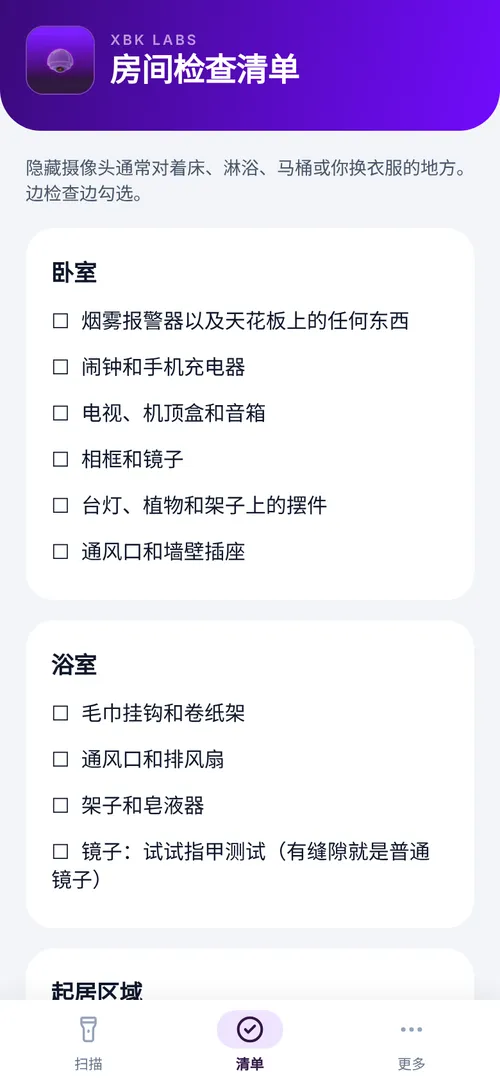 XBK LABS
房间检查清单
隐藏摄像头通常对着床、淋浴、马桶或你换衣服的地方。
边检查边勾选。
卧室
☐ 烟雾报警器以及天花板上的任何东西
☐ 闹钟和手机充电器
☐ 电视、机顶盒和音箱
☐ 相框和镜子
☐ 台灯、植物和架子上的摆件
☐ 通风口和墙壁插座
浴室
☐ 毛巾挂钩和卷纸架
☐ 通风口和排风扇
☐ 架子和皂液器
☐ 镜子：试试指甲测试（有缝隙就是普通
镜子）
起居区域
扫描
清单
更多